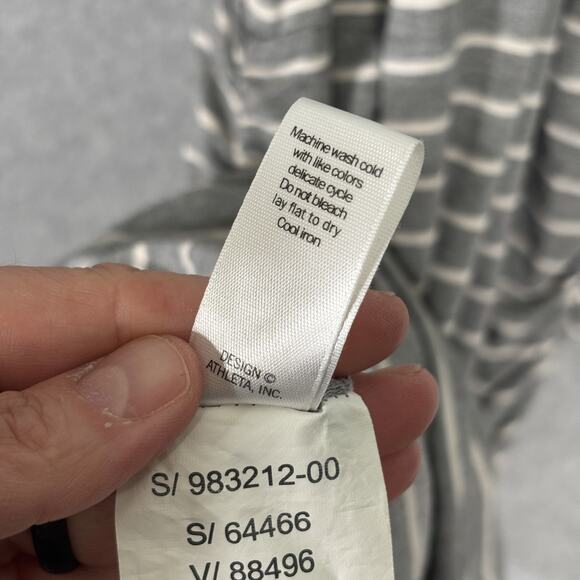 Machine wash cold
with like colors
delicate cycle
Do not bleach
lay flat to dry
Cool iron
DESIGN ©
ATHLETA, INC.
S/ 983212-00
S/ 64466
V/ 88496